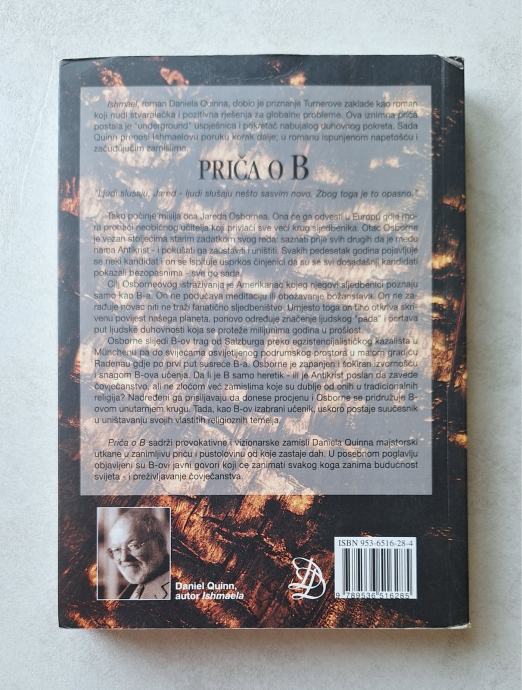 Ishmael, roman Daniela Quinna, dobio je priznanje Turnerove zaklade kao roman
koji nudi stvaralačka i pozitivna rješenja za globalne probleme. Ova iznimna priča
postala je "underground" uspješnica i pokretač nabujalog duhovnog pokreta. Sada
Quinn prenosi Ishmaelovu poruku korak dalje, u romanu ispunjenom napetošću i
začuđujućim zamislima.
PRIČA O B
"Ljudi slušaju, Jared - ljudi slušaju nešto sasvim novo. Zbog toga je to opasno."
Tako počinje misija oca Jareda Osbornea. Ona će ga odvesti u Europu gdje mora
pronaći neobičnog učitelja koji privlači sve veći krug sljedbenika. Otac Osborne
je vezan stoljećima starim zadatkom svog reda: saznati prije svih drugih da je među
nama Antikrist - i pokušati ga zaustaviti i uništiti. Svakih pedesetak godina pojavljuje
se neki kandidat i on se ispituje usprkos činjenici da su se svi dosadašnji kandidati
pokazali bezopasnima - sve do sada.
Cilj Osborneovog istraživanja je Amerikanac kojeg njegovi sljedbenici poznaju
samo kao B-a. On ne podučava meditaciju ili obožavanje božanstava. On ne za-
rađuje novac niti ne traži fanatično sljedbeništvo. Umjesto toga on tiho otkriva skri-
venu povijest našega planeta, ponovo određuje značenje ljudskog "pada" i ocrtava
put ljudske duhovnosti koja se proteže milijunima godina u prošlost.
Osborne slijedi B-ov trag od Salzburga preko egzistencijalističkog kazališta u
Münchenu pa do svijećama osvijetljenog podrumskog prostora u malom gradiću
Radenau gdje po prvi put susreće B-a. Osborne je zapanjen i šokiran izvornošću
i snagom B-ova učenja. Da li je B samo heretik - ili je Antikrist poslan da zavede
čovječanstvo, ali ne zloćom već zamislima koje su dublje od onih u tradicionalnih
religija? Nadređeni ga prisiljavaju da donese procjenu i Osborne se pridružuje B-
ovom unutarnjem krugu. Tada, kao B-ov izabrani učenik, uskoro postaje suučesnik
u uništavanju svojih vlastitih religioznih temelja.
Priča o B sadrži provokativne i vizionarske zamisli Daniela Quinna majstorski
utkane u zanimljivu priču i pustolovinu od koje zastaje dah. U posebnom poglavlju
objavljeni su B-ovi javni govori koji će zanimati svakog koga zanima budućnost
svijeta - i preživljavanje čovječanstva.
Daniel Quinn,
autor Ishmaela
ISBN 953-6516-28-4
9 789536 516285